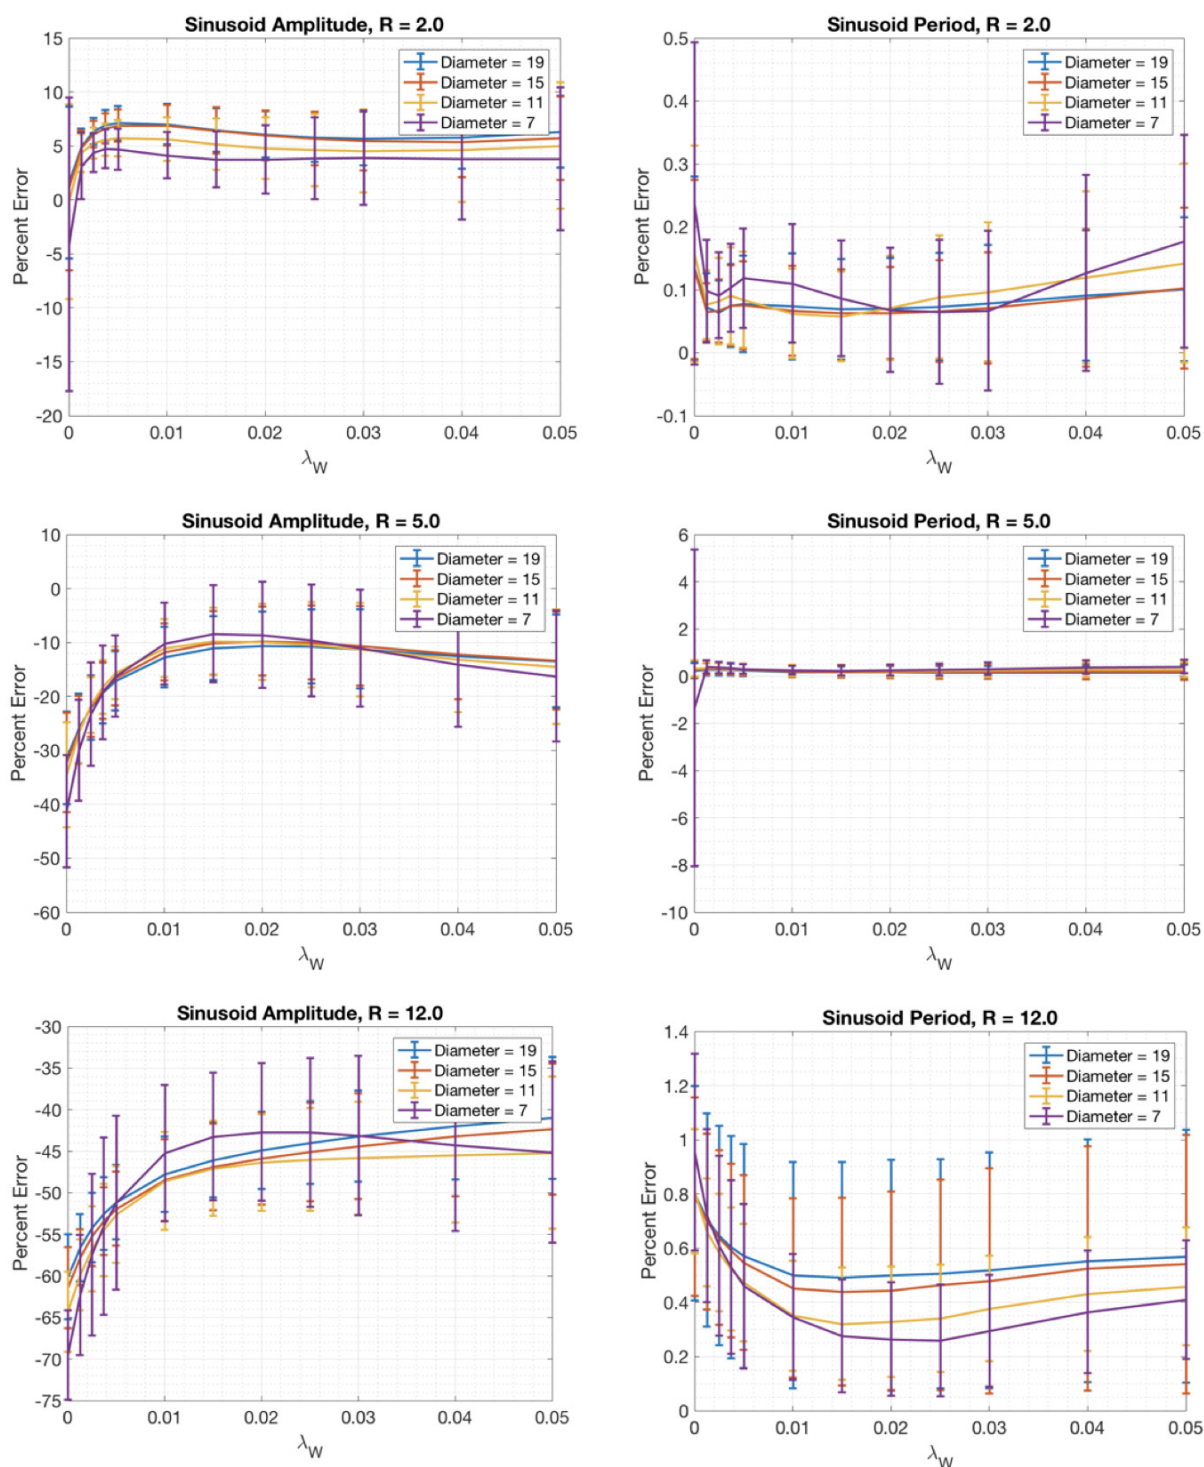 Sinusoid Amplitude, R = 2.0
Diameter = 19
Diameter = 15
Diameter = 11
Diameter = 7
Percent Error
15
10
5
0
-5
-10
-15
-20
0 0.01 0.02 0.03 0.04 0.05
λW
Sinusoid Period, R = 2.0
Diameter = 19
Diameter = 15
Diameter = 11
Diameter = 7
Percent Error
0.5
0.4
0.3
0.2
0.1
0
-0.1
0 0.01 0.02 0.03 0.04 0.05
λW
Sinusoid Amplitude, R = 5.0
Diameter = 19
Diameter = 15
Diameter = 11
Diameter = 7
Percent Error
10
0
-10
-20
-30
-40
-50
-60
0 0.01 0.02 0.03 0.04 0.05
λW
Sinusoid Period, R = 5.0
Diameter = 19
Diameter = 15
Diameter = 11
Diameter = 7
Percent Error
6
4
2
0
-2
-4
-6
-8
-10
0 0.01 0.02 0.03 0.04 0.05
λW
Sinusoid Amplitude, R = 12.0
Diameter = 19
Diameter = 15
Diameter = 11
Diameter = 7
Percent Error
-30
-35
-40
-45
-50
-55
-60
-65
-70
-75
0 0.01 0.02 0.03 0.04 0.05
λW
Sinusoid Period, R = 12.0
Diameter = 19
Diameter = 15
Diameter = 11
Diameter = 7
Percent Error
1.4
1.2
1
0.8
0.6
0.4
0.2
0
0 0.01 0.02 0.03 0.04 0.05
λW